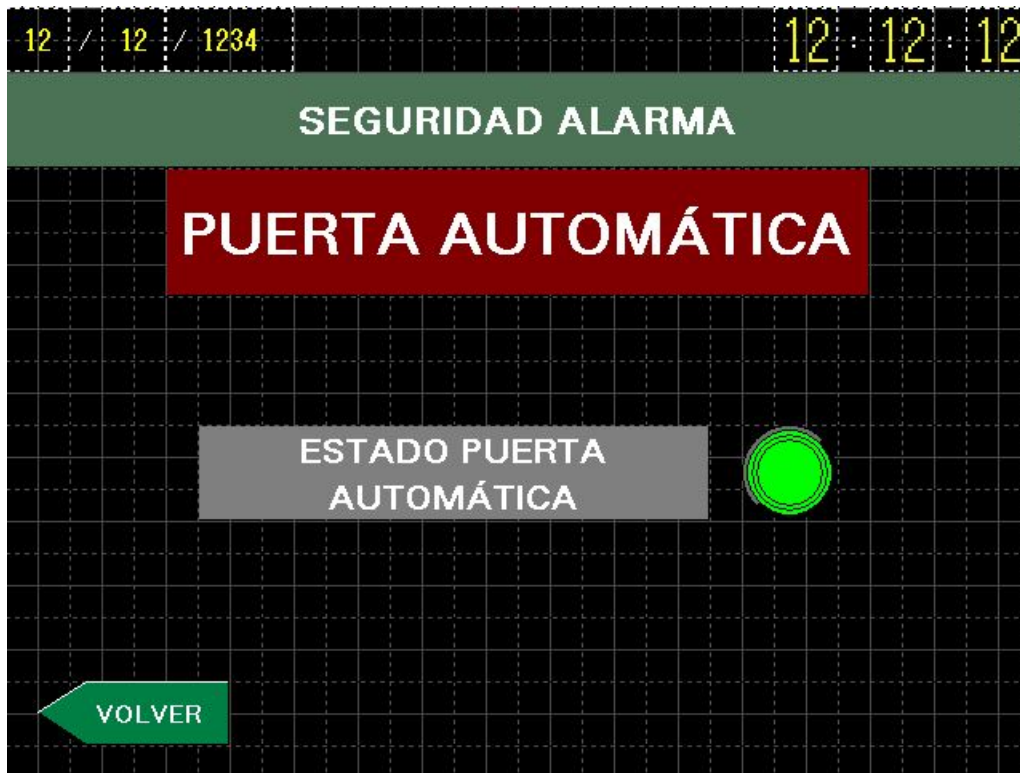 12 / 12 / 1234 12 : 12 : 12
SEGURIDAD ALARMA
PUERTA AUTOMÁTICA
ESTADO PUERTA
AUTOMÁTICA
VOLVER